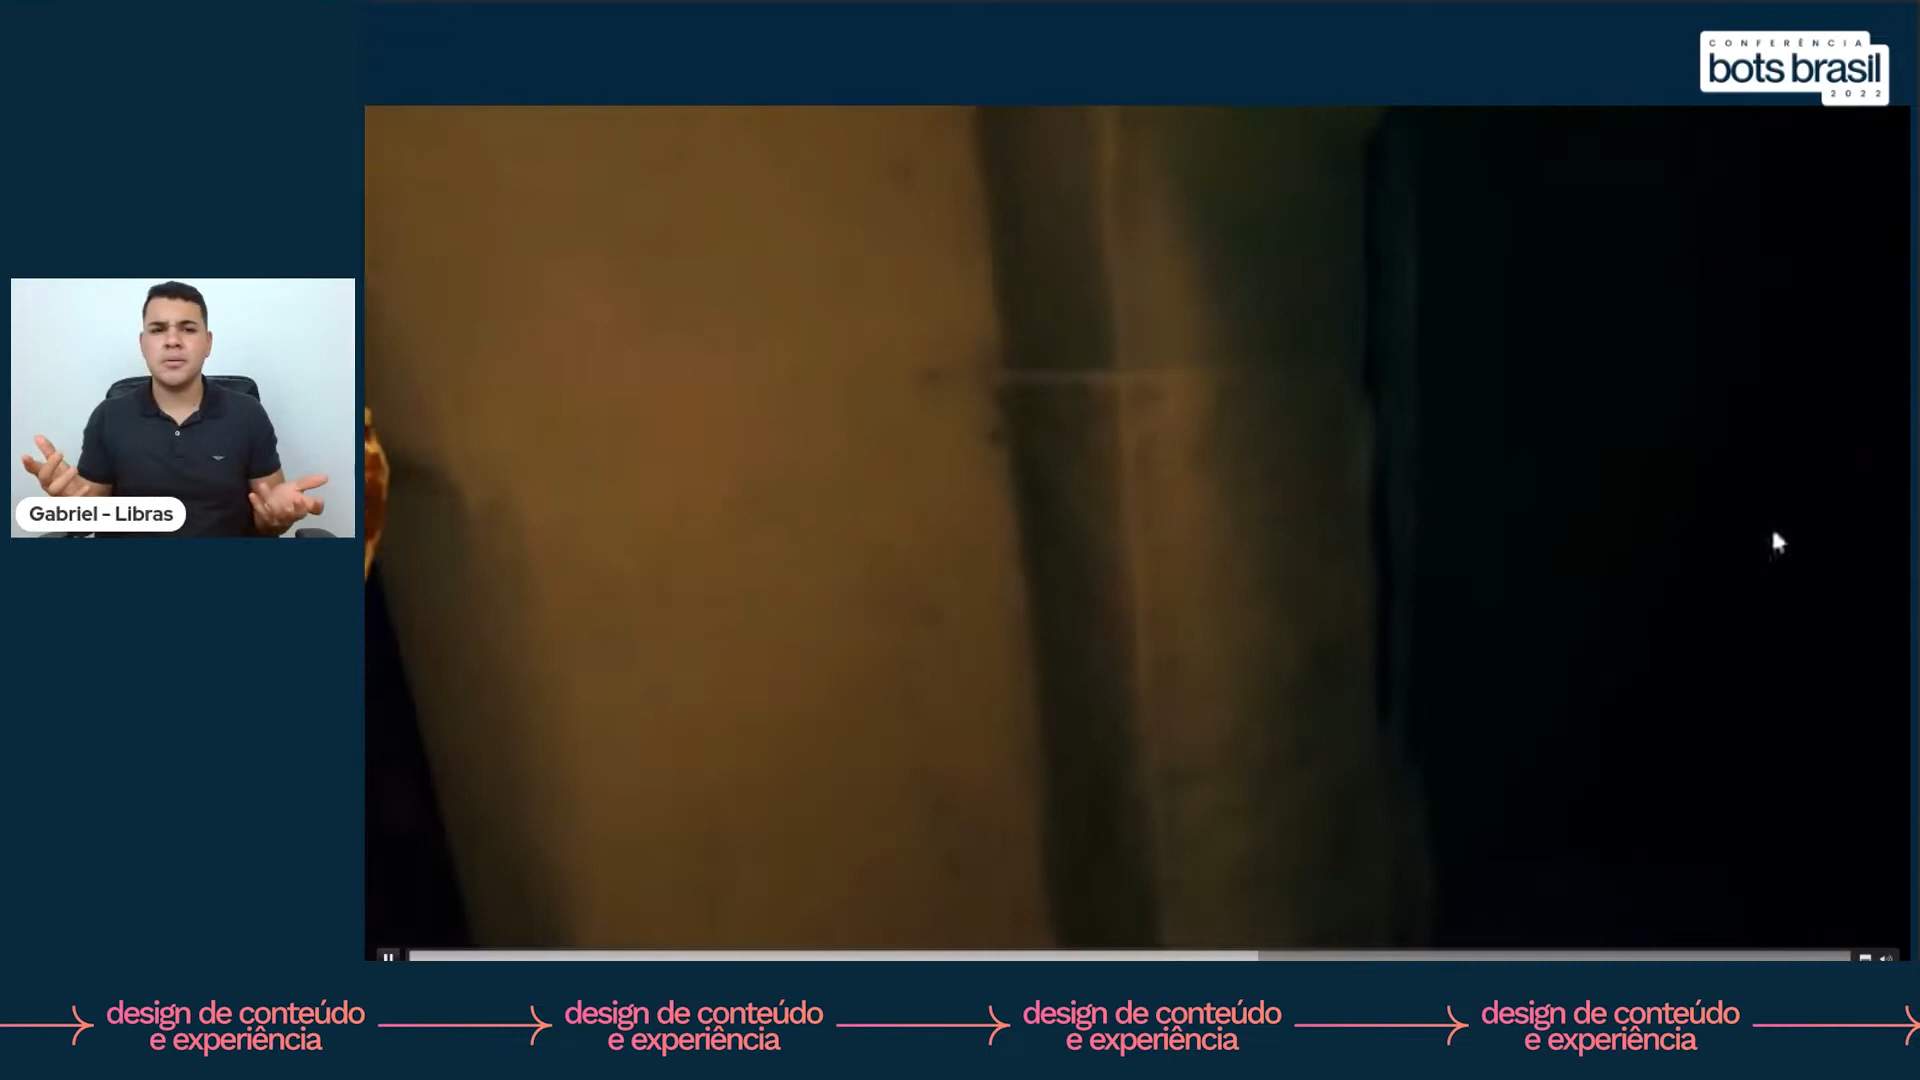 CONFERÊNCIA
bots brasil
2022
Gabriel - Libras
design de conteúdo
e experiência
design de conteúdo
e experiência
design de conteúdo
e experiência
design de conteúdo
e experiência